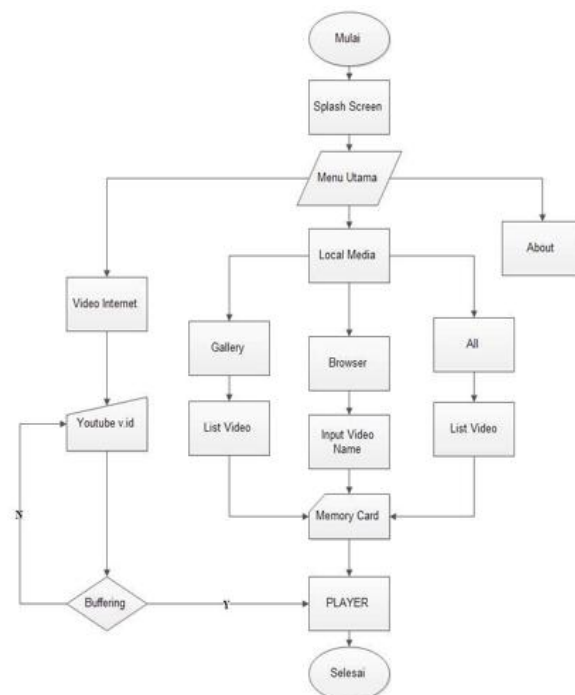 Mulai
Splash Screen
Menu Utama
About
Local Media
Video Internet
Gallery
Browser
All
Youtube v.id
List Video
Input Video
Name
List Video
Memory Card
N
Buffering
Y
PLAYER
Selesai